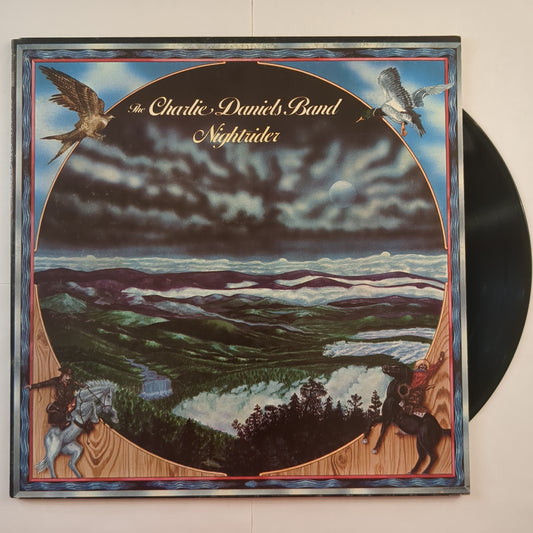 The Charlie Daniels Band
Nightrider